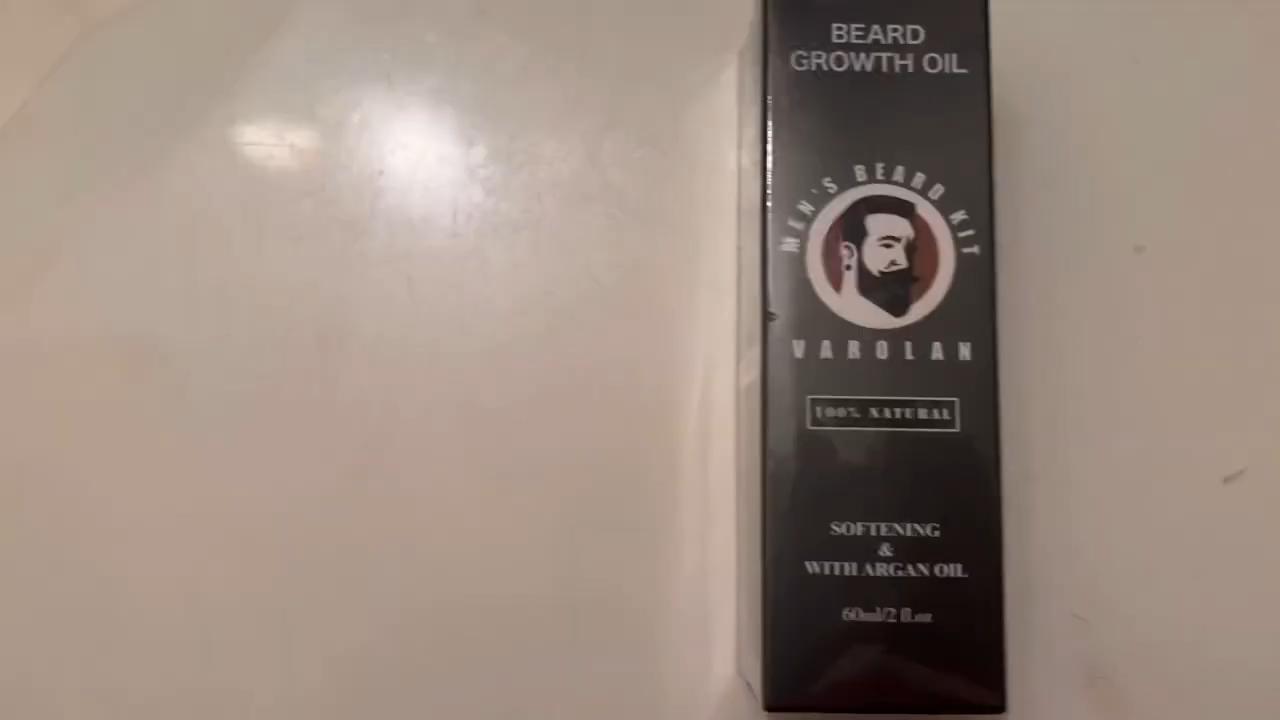 BEARD
GROWTH OIL
MEN'S BEARD KIT
VAROLAN
100% NATURAL
SOFTENING
&
WITH ARGAN OIL
60ml/2 fl.oz